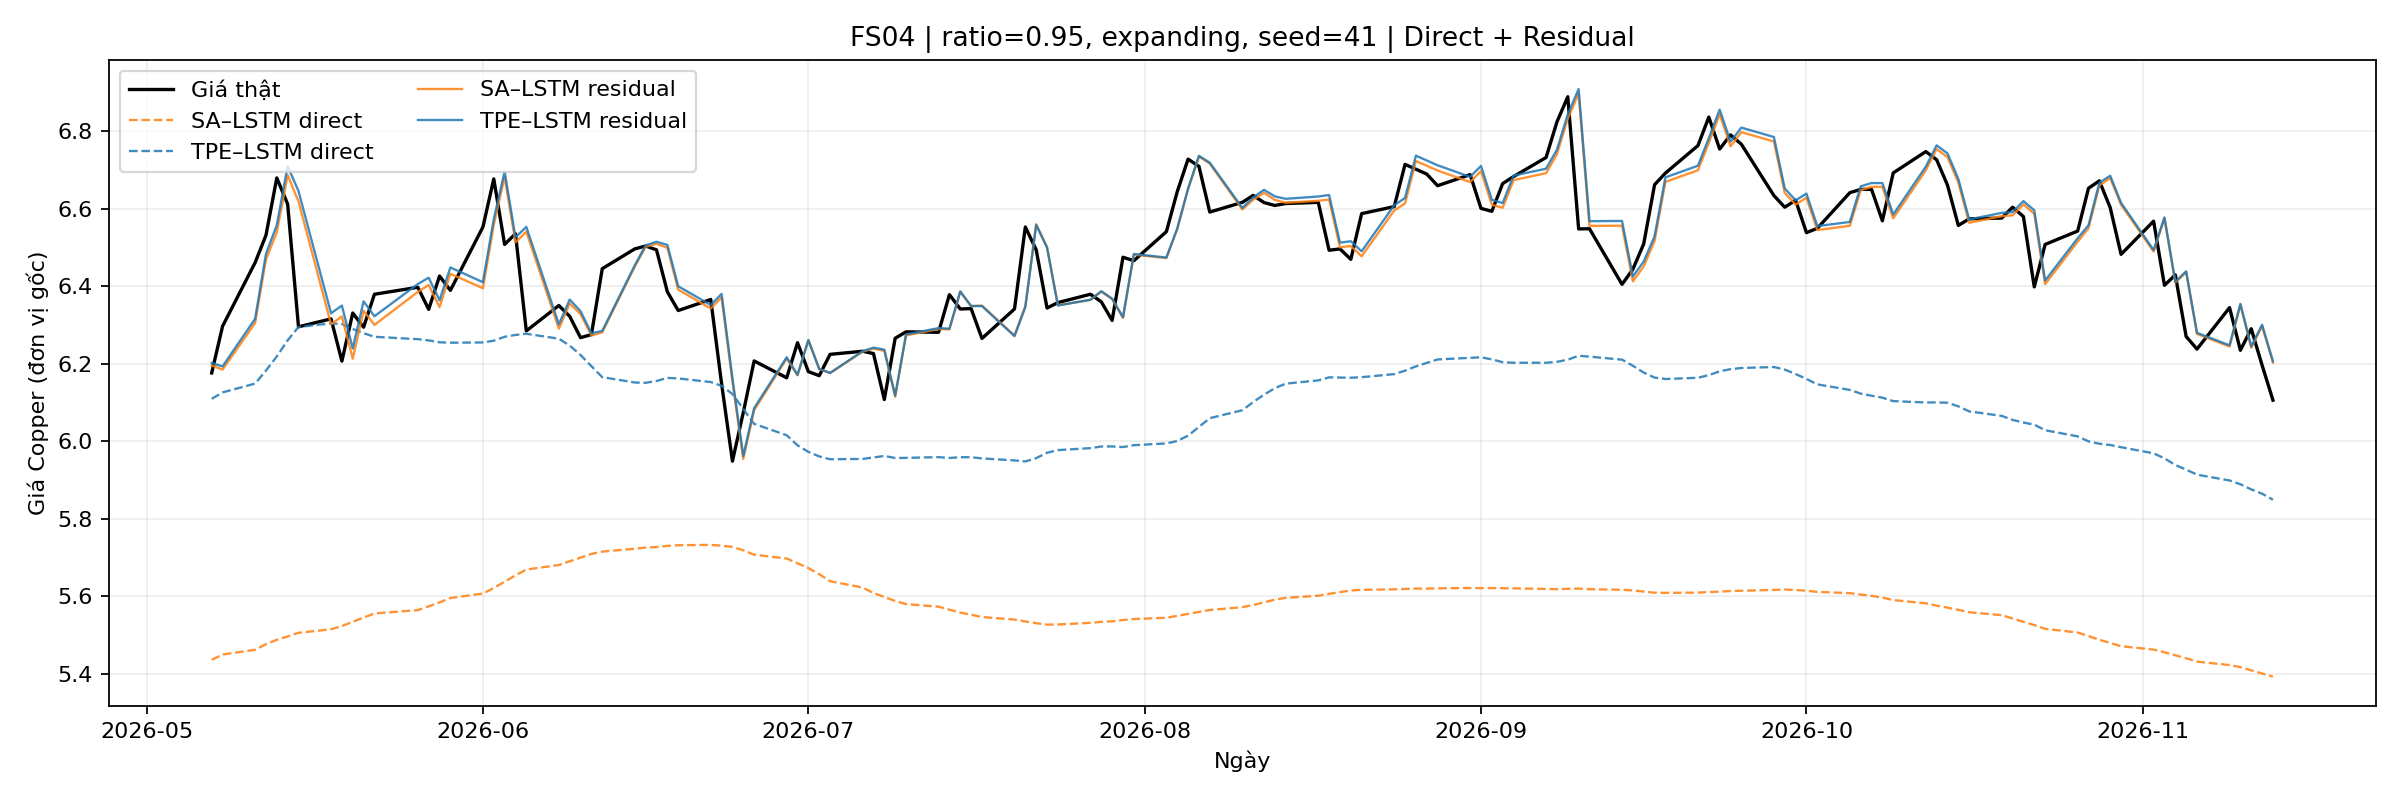 FS04 | ratio=0.95, expanding, seed=41 | Direct + Residual
Giá thật
SA–LSTM direct
TPE–LSTM direct
SA–LSTM residual
TPE–LSTM residual
Giá Copper (đơn vị gốc)
6.8
6.6
6.4
6.2
6.0
5.8
5.6
5.4
2026-05
2026-06
2026-07
2026-08
2026-09
2026-10
2026-11
Ngày